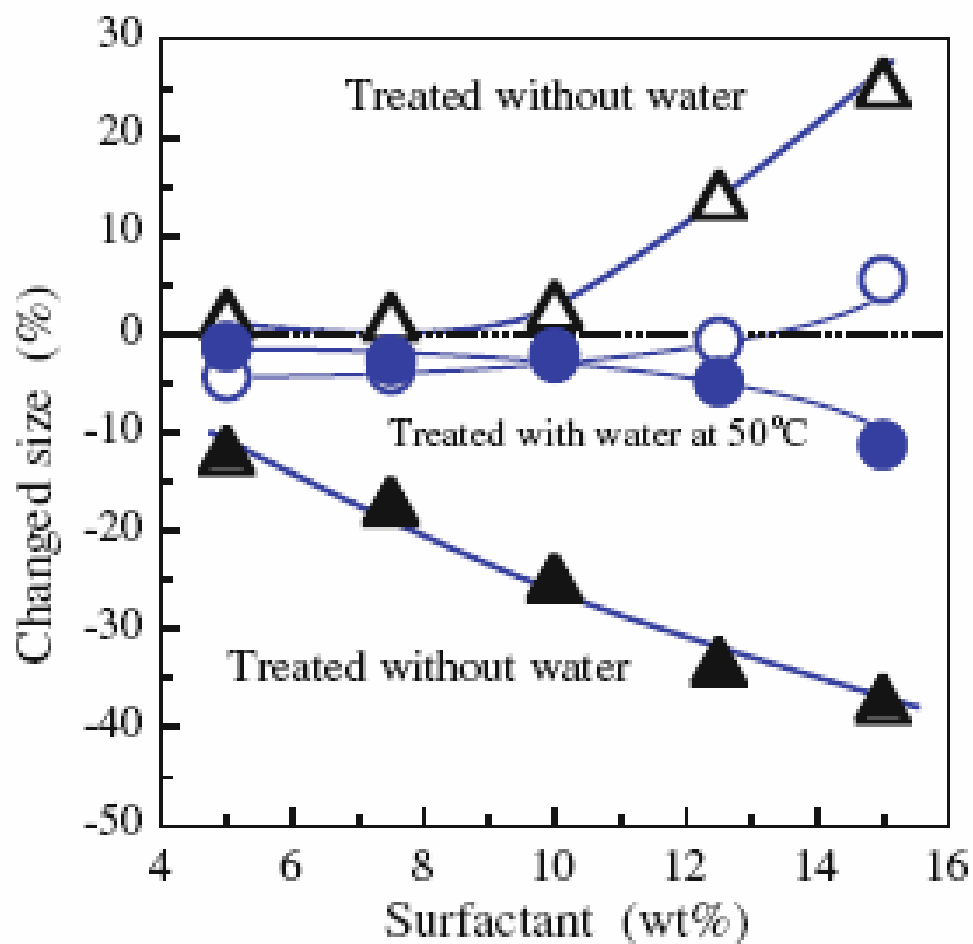 30
20
10
0
-10
-20
-30
-40
-50
Changed size (%)
Treated without water
Treated with water at 50°C
Treated without water
4 6 8 10 12 14 16
Surfactant (wt%)